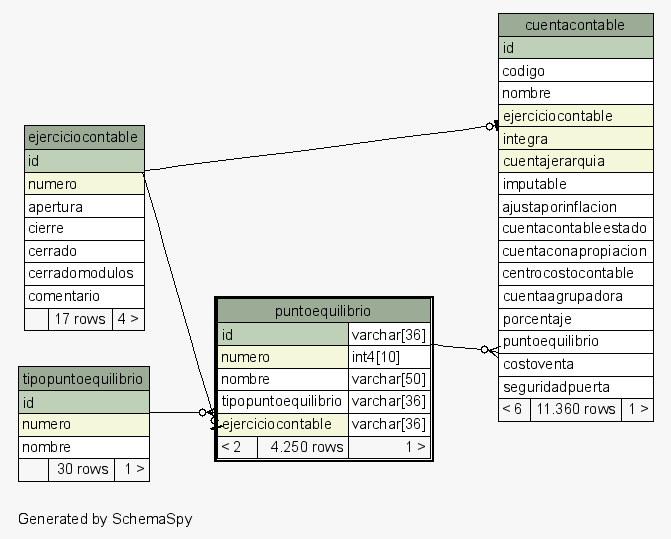 cuentacontable
id
codigo
nombre
ejerciciocontable
integra
cuentajerarquia
imputable
ajustaporinflacion
cuentacontableestado
cuentaconapropiacion
centrocostocontable
cuentaagrupadora
porcentaje
puntoequilibrio
costoventa
seguridadpuerta
< 6 11.360 rows 1 >
ejerciciocontable
id
numero
apertura
cierre
cerrado
cerradomodulos
comentario
17 rows 4 >
puntoequilibrio
id varchar[36]
numero int4[10]
nombre varchar[50]
tipopuntoequilibrio varchar[36]
ejerciciocontable varchar[36]
< 2 4.250 rows 1 >
tipopuntoequilibrio
id
numero
nombre
30 rows 1 >
Generated by SchemaSpy